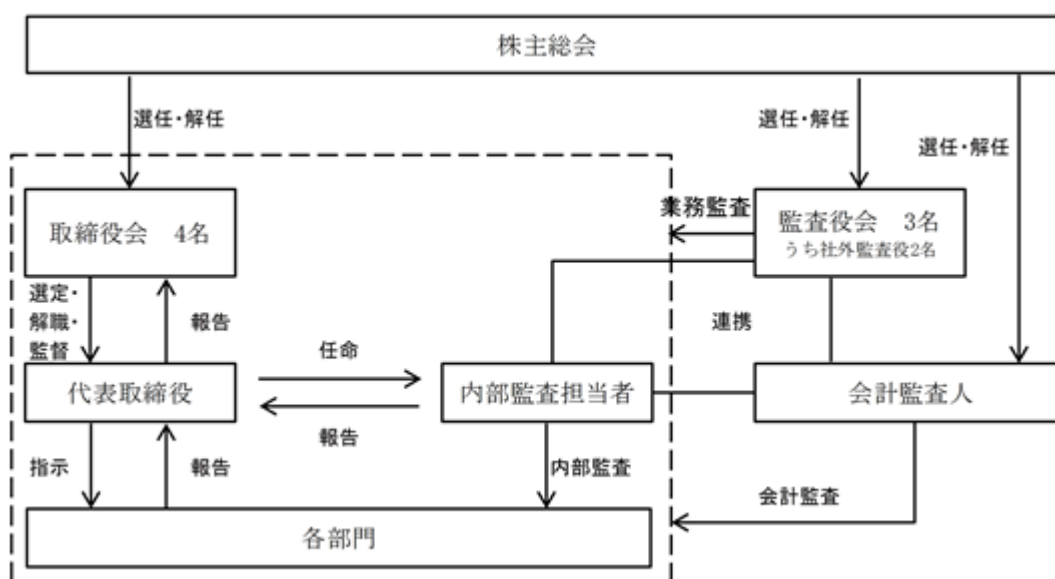 株主総会
選任・解任
選任・解任
選任・解任
取締役会　4名
業務監査
監査役会　3名
うち社外監査役2名
選定・
解職・
監督
報告
連携
任命
代表取締役
内部監査担当者
会計監査人
報告
指示
報告
内部監査
会計監査
各部門